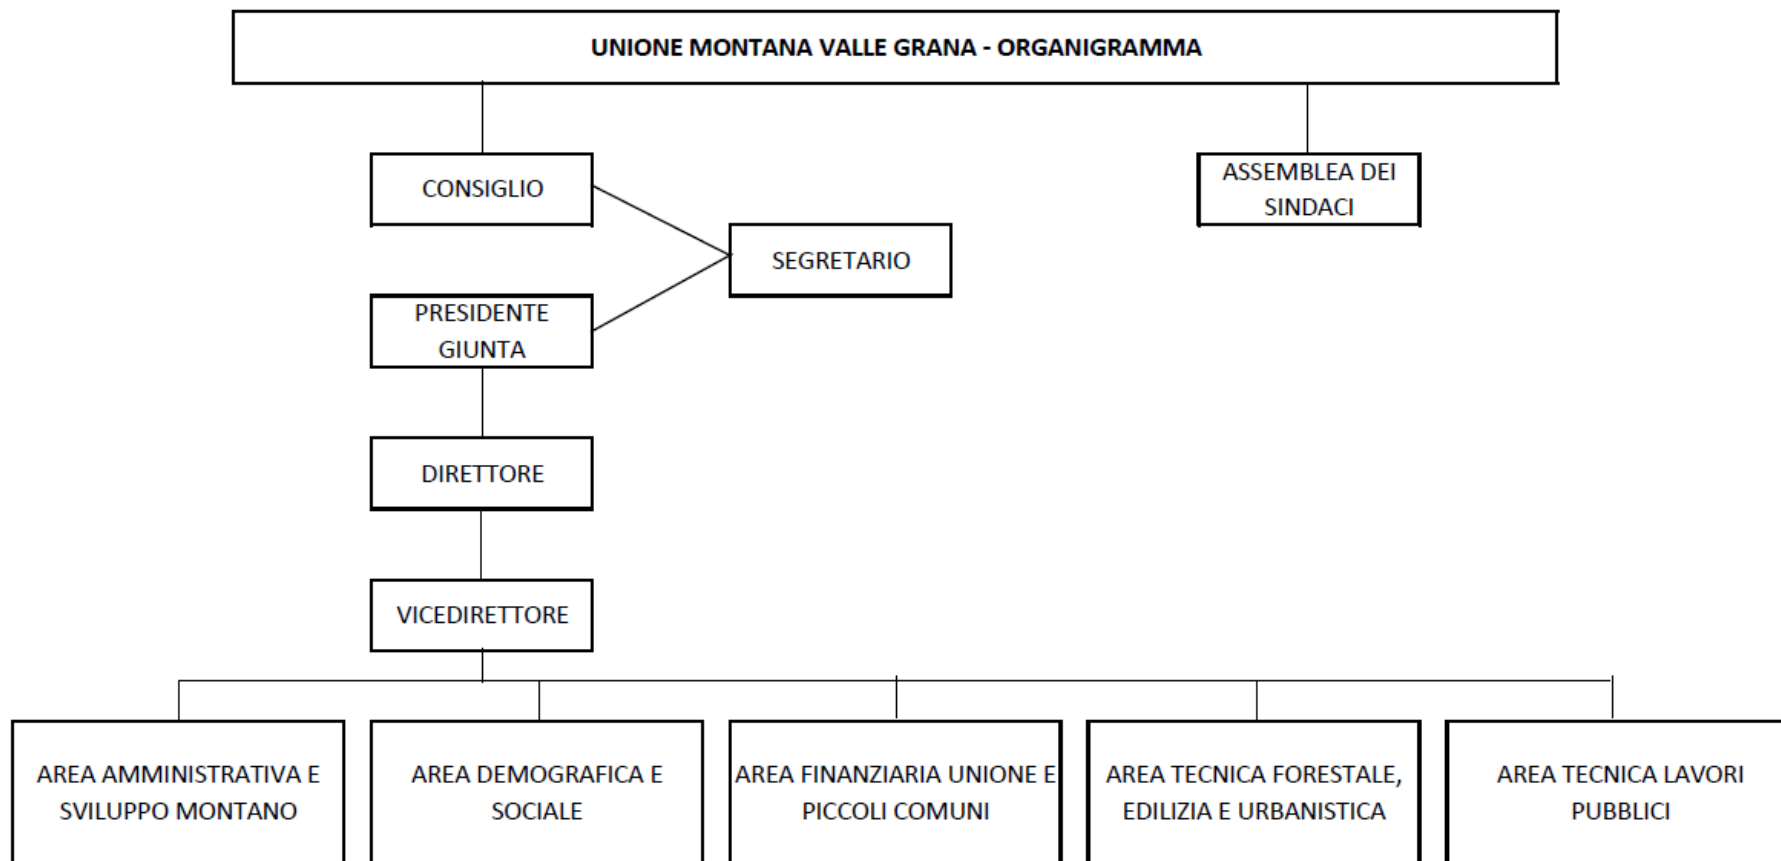 UNIONE MONTANA VALLE GRANA - ORGANIGRAMMA
CONSIGLIO
ASSEMBLEA DEI
SINDACI
SEGRETARIO
PRESIDENTE
GIUNTA
DIRETTORE
VICEDIRETTORE
AREA AMMINISTRATIVA E
SVILUPPO MONTANO
AREA DEMOGRAFICA E
SOCIALE
AREA FINANZIARIA UNIONE E
PICCOLI COMUNI
AREA TECNICA FORESTALE,
EDILIZIA E URBANISTICA
AREA TECNICA LAVORI
PUBBLICI